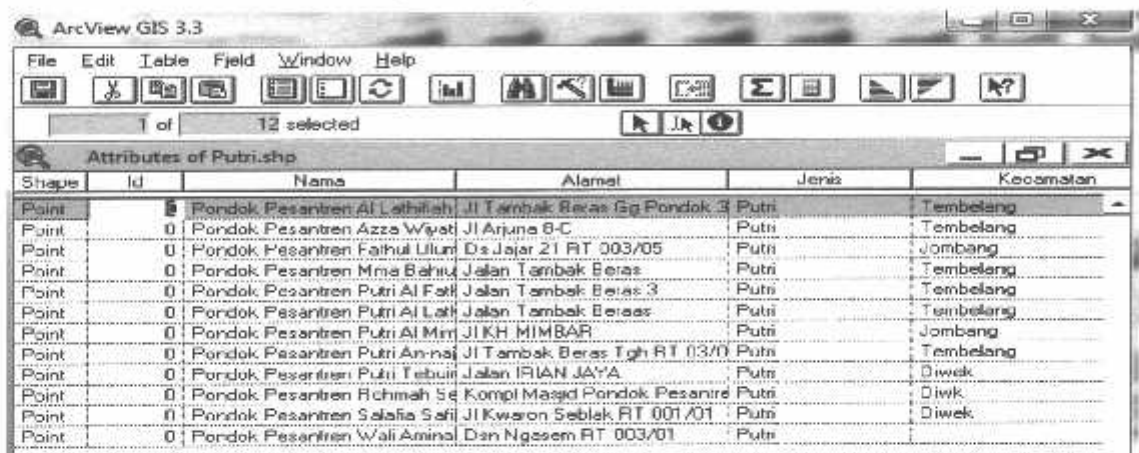 ArcView GIS 3.3
File Edit Table Field Window Help
1 of 12 selected
Attributes of Putri.shp
Shape Id Nama Alamat Jenis Kecamatan
Point Pondok Pesantren Al Lathifiah Jl Tambak Beras Gg Pondok 3 Putri Tembelang
Point 0 Pondok Pesantren Azza Wiyati Jl Arjuna 8-C Putri Tembelang
Point 0 Pondok Pesantren Fathul Ulum Ds Jajar 21 RT 003/05 Putri Jombang
Point 0 Pondok Pesantren Mma Bahru Jalan Tambak Beras Putri Tembelang
Point 0 Pondok Pesantren Putri Al Fath Jalan Tambak Beras 3 Putri Tembelang
Point 0 Pondok Pesantren Putri Al Lath Jalan Tambak Beraas Putri Tembelang
Point 0 Pondok Pesantren Putri Al Mim Jl KH MIMBAR Putri Jombang
Point 0 Pondok Pesantren Putri An-naj Jl Tambak Beras Tgh RT 03/0 Putri Tembelang
Point 0 Pondok Pesantren Putri Tebuir Jalan IRIAN JAYA Putri Diwek
Point 0 Pondok Pesantren Rohmah Se Kompl Masjid Pondok Pesantre Putri Diwk
Point 0 Pondok Pesantren Salafia Safi Jl Kwaron Seblak RT 001/01 Putri Diwek
Point 0 Pondok Pesantren Wali Aminal Dsn Ngasem RT 003/01 Putri